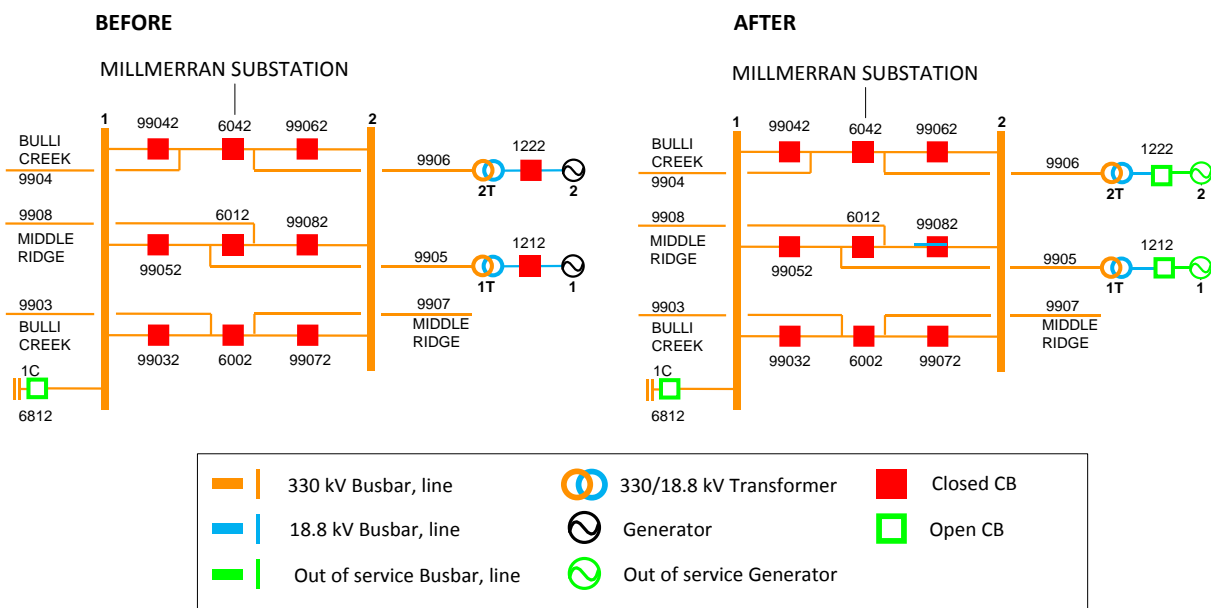 BEFORE
MILLMERRAN SUBSTATION
1
99042
6042
99062
2
BULLI
CREEK
9904
9906
1222
2T
2
9908
MIDDLE
RIDGE
6012
99082
99052
9905
1212
1T
1
9903
BULLI
CREEK
99032
6002
99072
9907
MIDDLE
RIDGE
1C
6812
AFTER
MILLMERRAN SUBSTATION
1
99042
6042
99062
2
BULLI
CREEK
9904
9906
1222
2T
2
9908
MIDDLE
RIDGE
6012
99082
99052
9905
1212
1T
1
9903
BULLI
CREEK
99032
6002
99072
9907
MIDDLE
RIDGE
1C
6812
330 kV Busbar, line
330/18.8 kV Transformer
Closed CB
18.8 kV Busbar, line
Generator
Open CB
Out of service Busbar, line
Out of service Generator